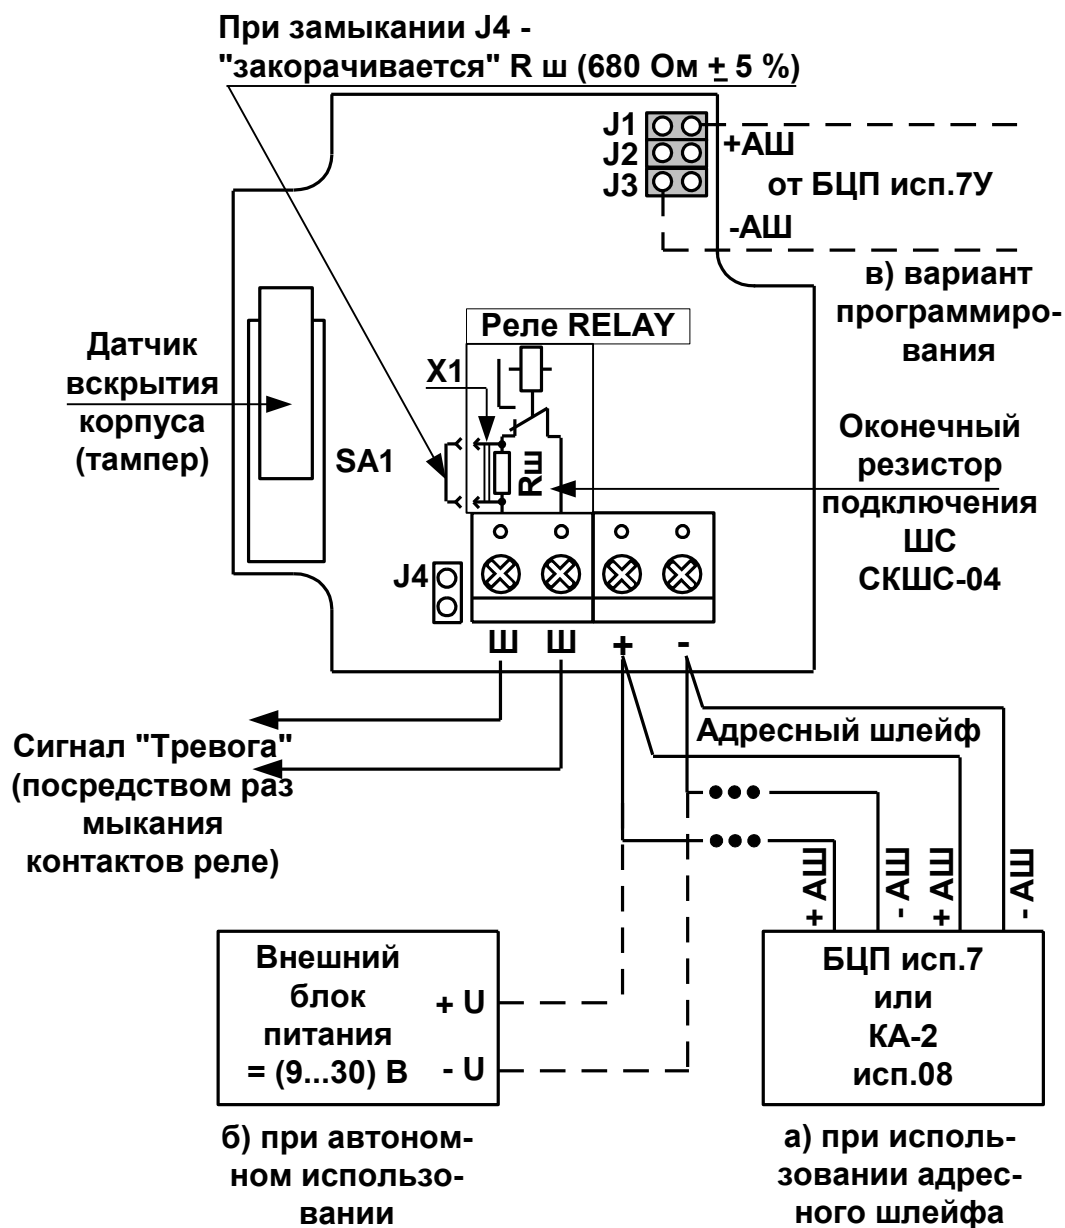 При замыкании J4 -
"закорачивается" R ш (680 Ом ± 5 %)
J1
J2
J3
+АШ
от БЦП исп.7У
-АШ
в) вариант
программиро-
вания
Реле RELAY
Датчик
вскрытия
корпуса
(тампер)
X1
SA1
Rш
Оконечный
резистор
подключения
ШС
СКШС-04
J4
Ш Ш + -
Сигнал "Тревога"
(посредством раз
мыкания
контактов реле)
Адресный шлейф
+ АШ
- АШ
+ АШ
- АШ
Внешний
блок
питания
= (9...30) В
+ U
- U
БЦП исп.7
или
КА-2
исп.08
б) при автоном-
ном использо-
вании
а) при исполь-
зовании адрес-
ного шлейфа